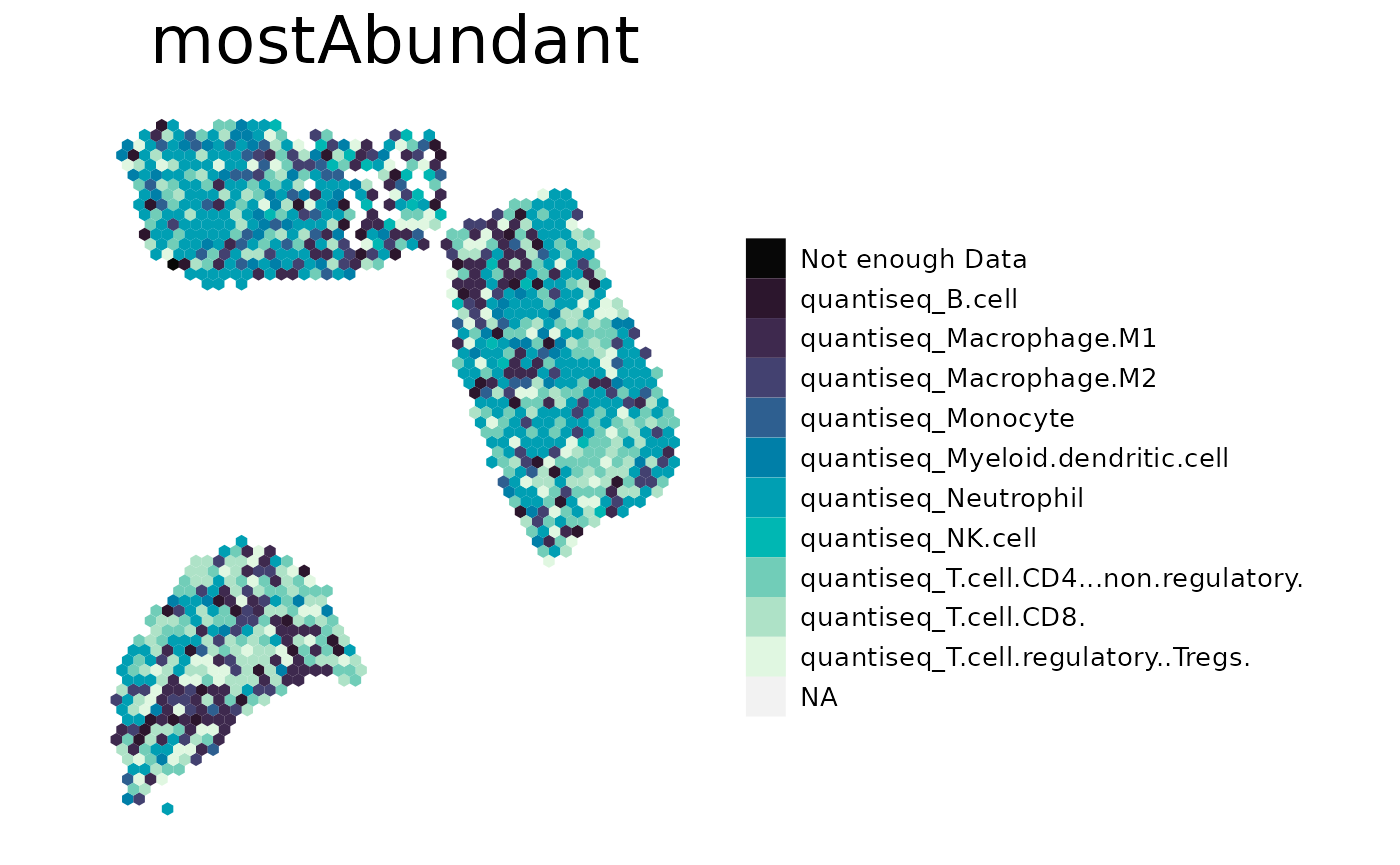 mostAbundant
Not enough Data
quantiseq_B.cell
quantiseq_Macrophage.M1
quantiseq_Macrophage.M2
quantiseq_Monocyte
quantiseq_Myeloid.dendritic.cell
quantiseq_Neutrophil
quantiseq_NK.cell
quantiseq_T.cell.CD4...non.regulatory.
quantiseq_T.cell.CD8.
quantiseq_T.cell.regulatory..Tregs.
NA